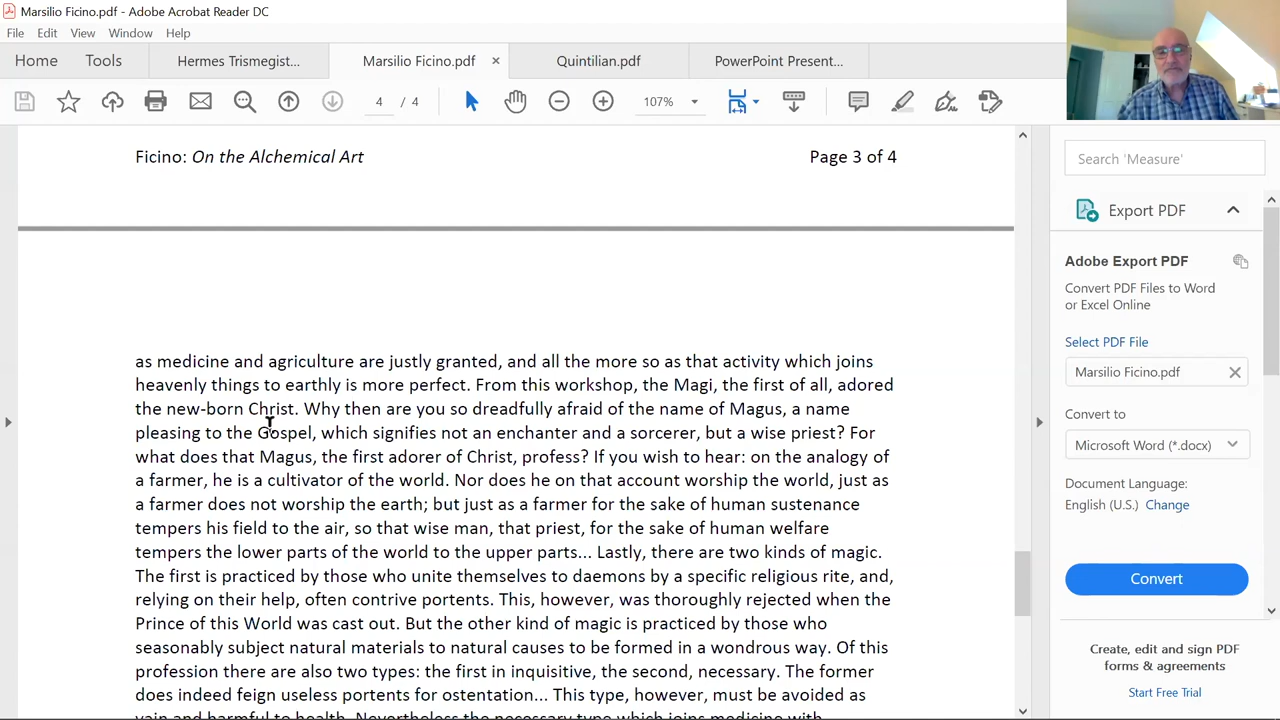 Marsilio Ficino.pdf - Adobe Acrobat Reader DC
File Edit View Window Help
Home Tools Hermes Trismegist... Marsilio Ficino.pdf × Quintilian.pdf PowerPoint Present...
4 / 4 107%
Ficino: On the Alchemical Art Page 3 of 4
as medicine and agriculture are justly granted, and all the more so as that activity which joins
heavenly things to earthly is more perfect. From this workshop, the Magi, the first of all, adored
the new-born Christ. Why then are you so dreadfully afraid of the name of Magus, a name
pleasing to the Gospel, which signifies not an enchanter and a sorcerer, but a wise priest? For
what does that Magus, the first adorer of Christ, profess? If you wish to hear: on the analogy of
a farmer, he is a cultivator of the world. Nor does he on that account worship the world, just as
a farmer does not worship the earth; but just as a farmer for the sake of human sustenance
tempers his field to the air, so that wise man, that priest, for the sake of human welfare
tempers the lower parts of the world to the upper parts... Lastly, there are two kinds of magic.
The first is practiced by those who unite themselves to daemons by a specific religious rite, and,
relying on their help, often contrive portents. This, however, was thoroughly rejected when the
Prince of this World was cast out. But the other kind of magic is practiced by those who
seasonably subject natural materials to natural causes to be formed in a wondrous way. Of this
profession there are also two types: the first in inquisitive, the second, necessary. The former
does indeed feign useless portents for ostentation... This type, however, must be avoided as
vain and harmful to health. Nevertheless the necessary type which joins medicine with
Search 'Measure'
Export PDF
Adobe Export PDF
Convert PDF Files to Word
or Excel Online
Select PDF File
Marsilio Ficino.pdf
Convert to
Microsoft Word (*.docx)
Document Language:
English (U.S.) Change
Convert
Create, edit and sign PDF
forms & agreements
Start Free Trial